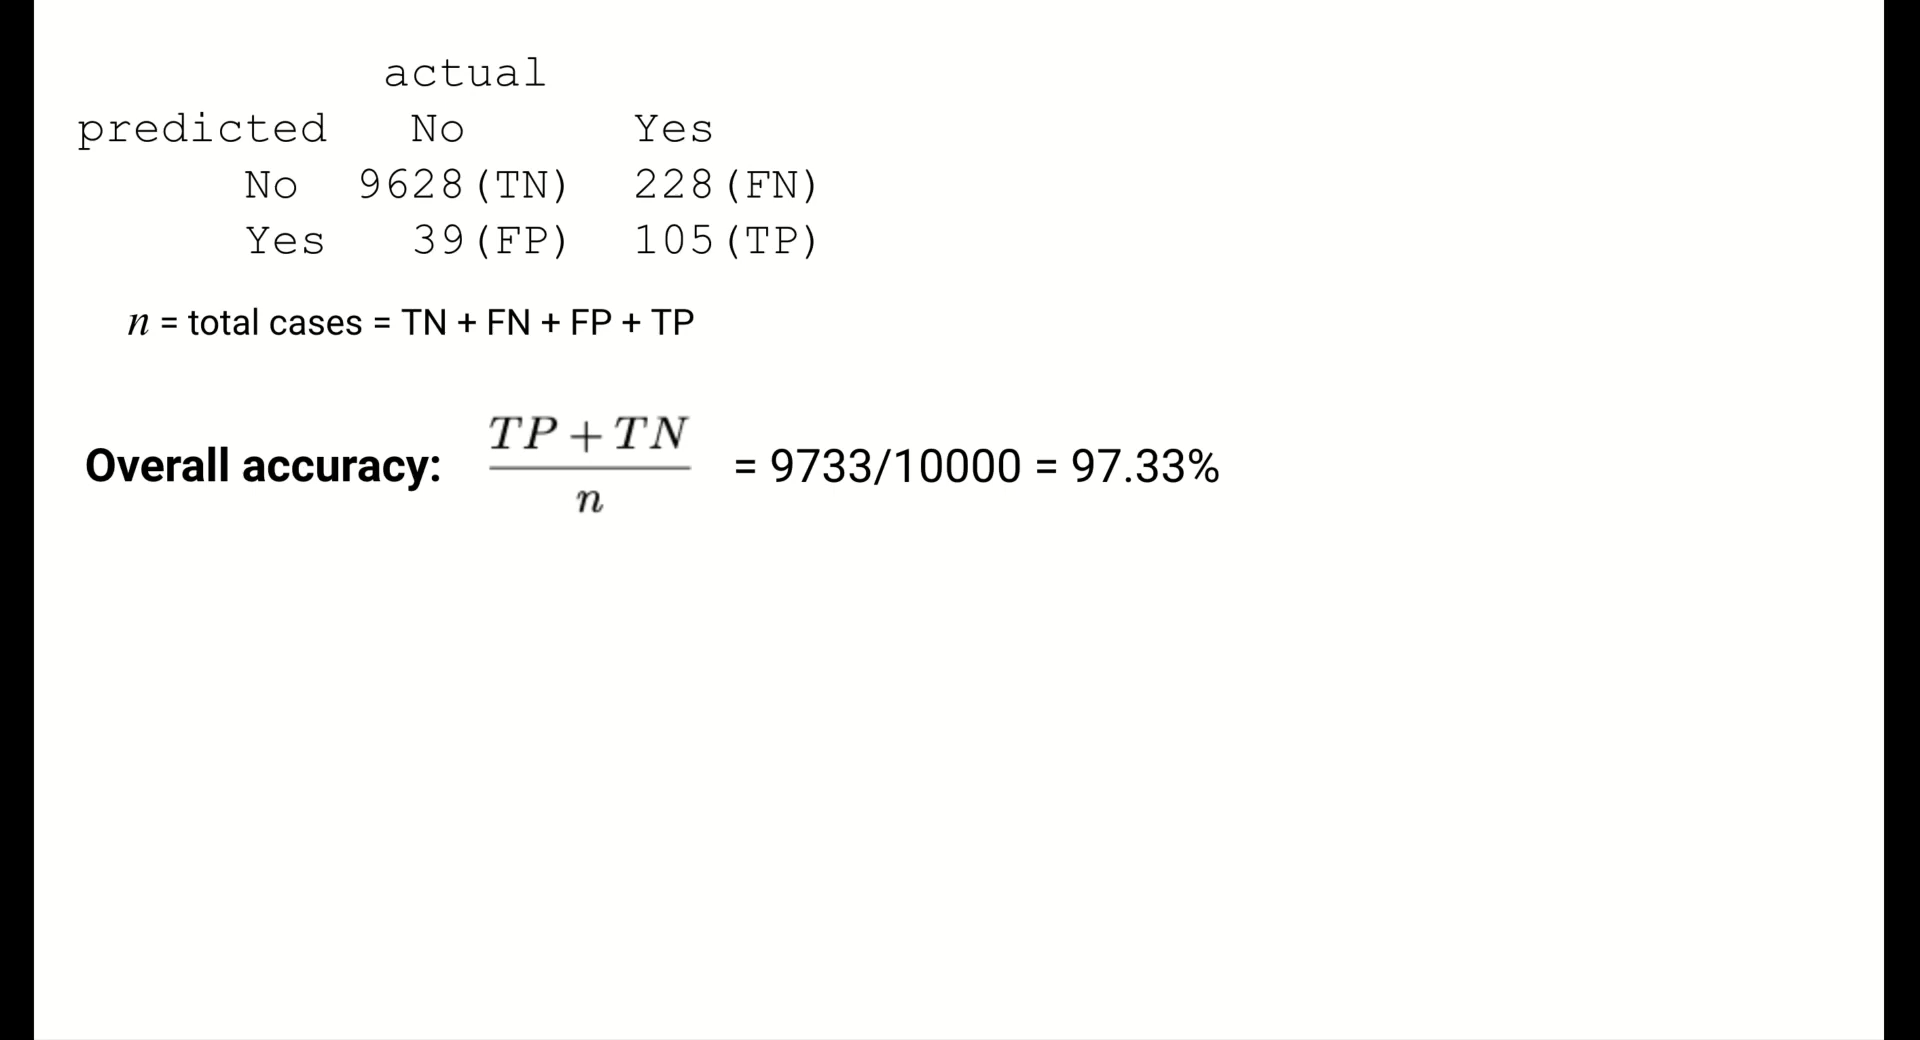 actual
predicted No Yes
No 9628(TN) 228(FN)
Yes 39(FP) 105(TP)
n = total cases = TN + FN + FP + TP
Overall accuracy: \frac{TP + TN}{n} = 9733/10000 = 97.33%